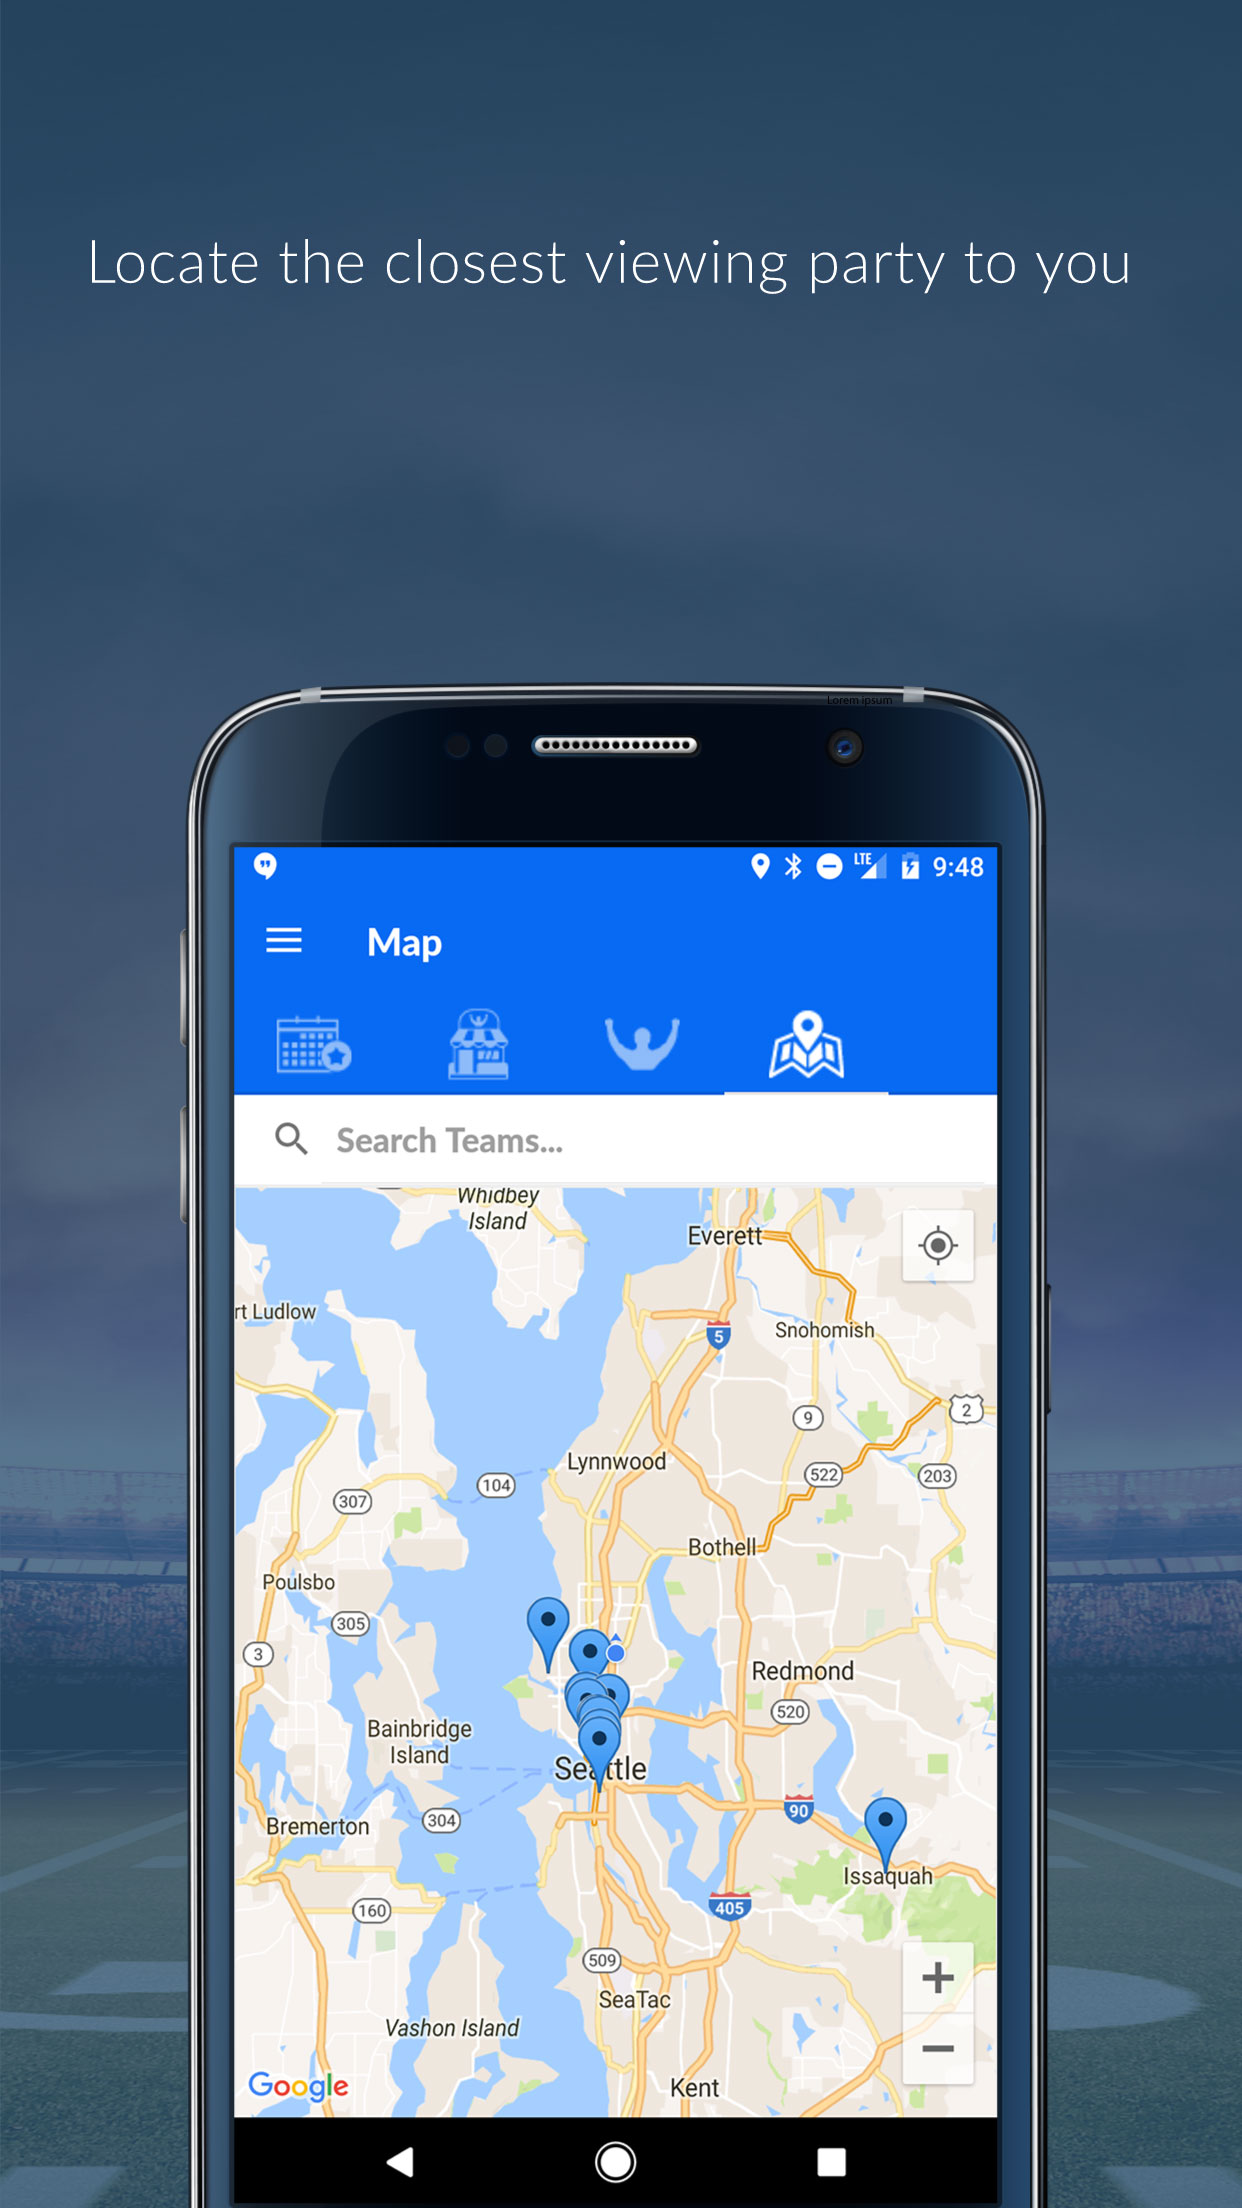 Locate the closest viewing party to you
Lorem ipsum
LTE
9:48
Map
Search Teams...
Whidbey
Island
Everett
rt Ludlow
5
Snohomish
9
2
Lynnwood
522
203
104
307
Bothell
Poulsbo
305
3
Redmond
520
Bainbridge
Island
Seattle
90
Bremerton
304
Issaquah
405
160
509
SeaTac
Vashon Island
Google
Kent